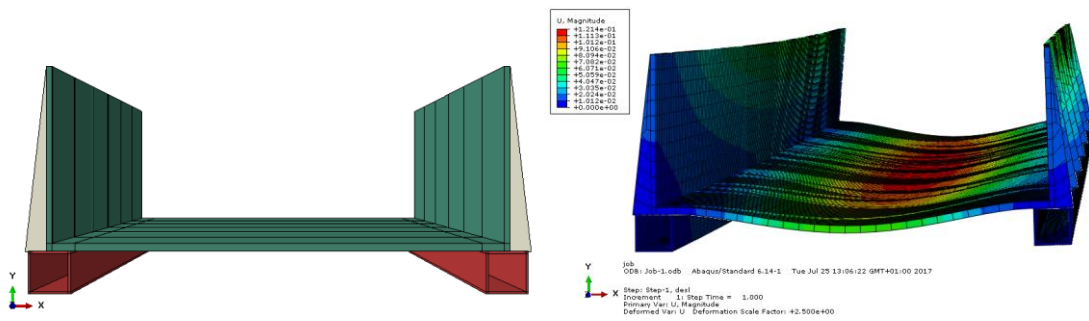 Y
X
U, Magnitude
+1.214e-01
+1.113e-01
+1.012e-01
+9.106e-02
+8.094e-02
+7.082e-02
+6.071e-02
+5.059e-02
+4.047e-02
+3.035e-02
+2.024e-02
+1.012e-02
+0.000e+00
Y
X
job
ODB: Job-1.odb Abaqus/Standard 6.14-1 Tue Jul 25 13:06:22 GMT+01:00 2017
Step: Step-1, desl
Increment 1: Step Time = 1.000
Primary Var: U, Magnitude
Deformed Var: U Deformation Scale Factor: +2.500e+00